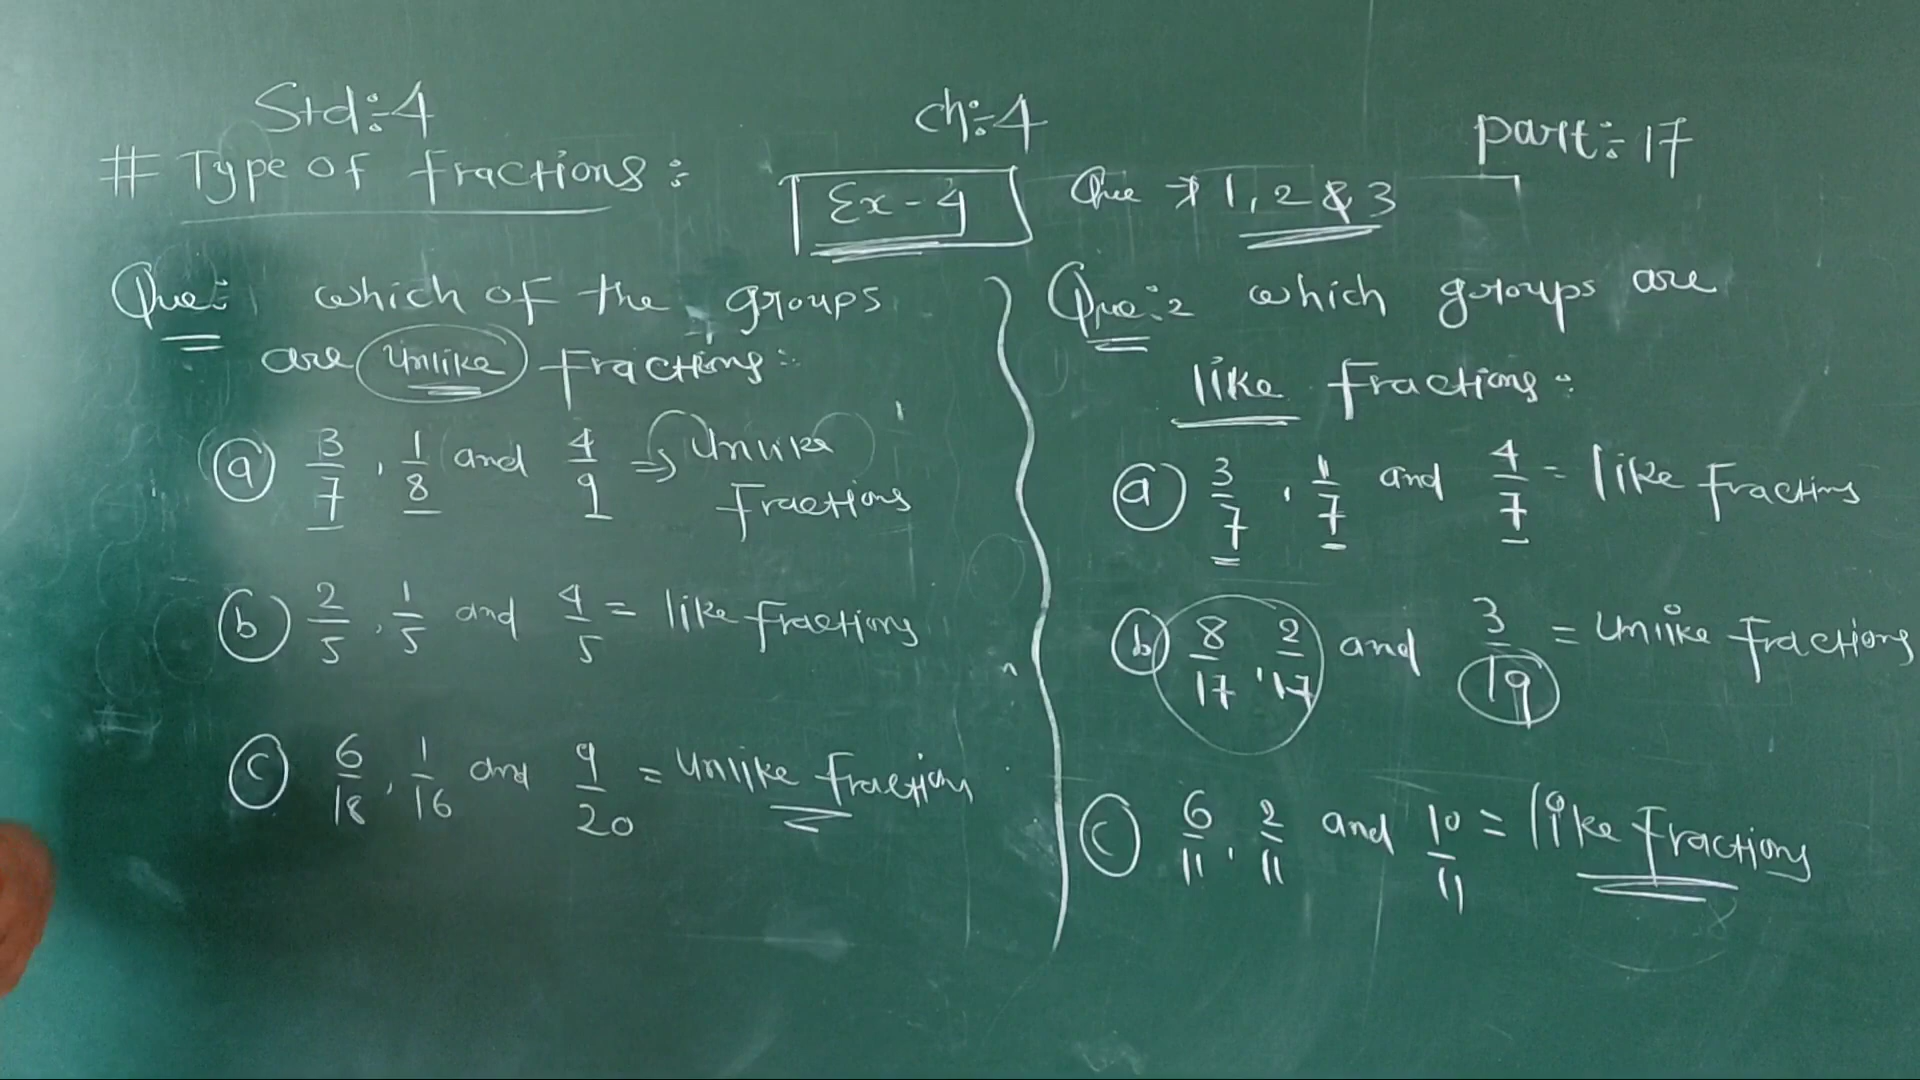 Std:-4
ch:-4
part:-17
# Type of fractions:
Ex-4
Que → 1, 2 & 3
Que: which of the groups
are Unlike fractions:
(a) 3/7, 1/8 and 4/9 ⇒ Unlike
fractions
(b) 2/5, 1/5 and 4/5 = like fractions
(c) 6/18, 1/16 and 9/20 = Unlike fractions
Que:2 which groups are
like fractions:
(a) 3/7, 1/7 and 4/7 = like fractions
(b) 8/17, 2/17 and 3/19 = Unlike fractions
(c) 6/11, 2/11 and 10/11 = like fractions